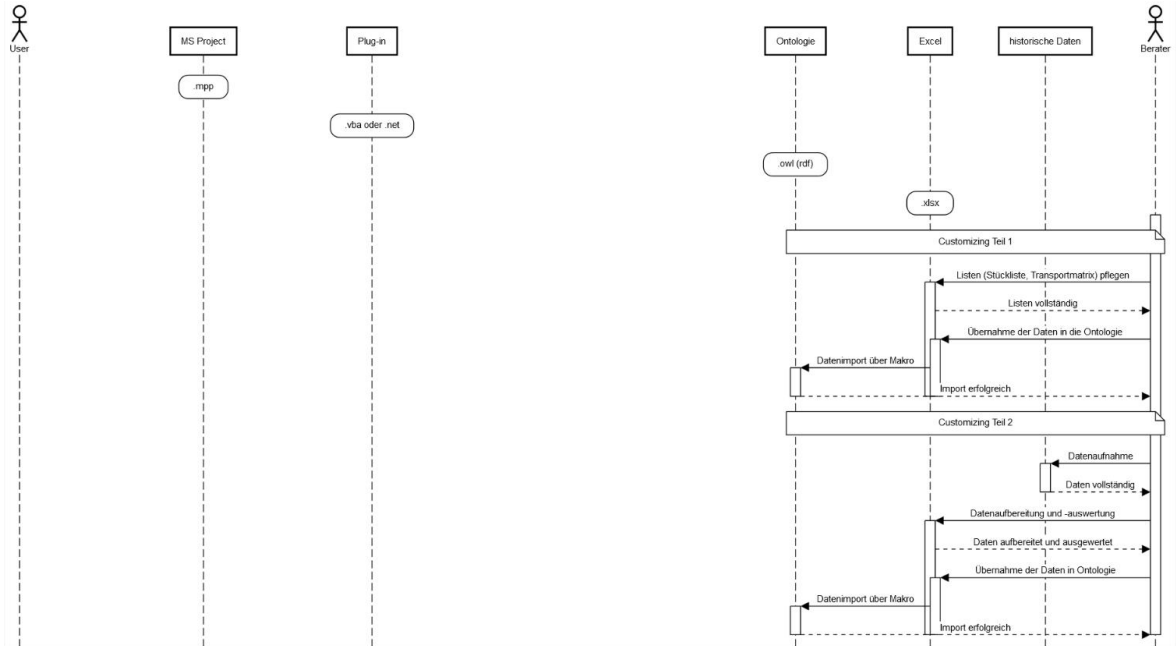 User
MS Project
Plug-in
Ontologie
Excel
historische Daten
Berater
.mpp
.vba oder .net
.owl (rdf)
.xlsx
Customizing Teil 1
Listen (Stückliste, Transportmatrix) pflegen
Listen vollständig
Übernahme der Daten in die Ontologie
Datenimport über Makro
Import erfolgreich
Customizing Teil 2
Datenaufnahme
Daten vollständig
Datenaufbereitung und -auswertung
Daten aufbereitet und ausgewertet
Übernahme der Daten in Ontologie
Datenimport über Makro
Import erfolgreich